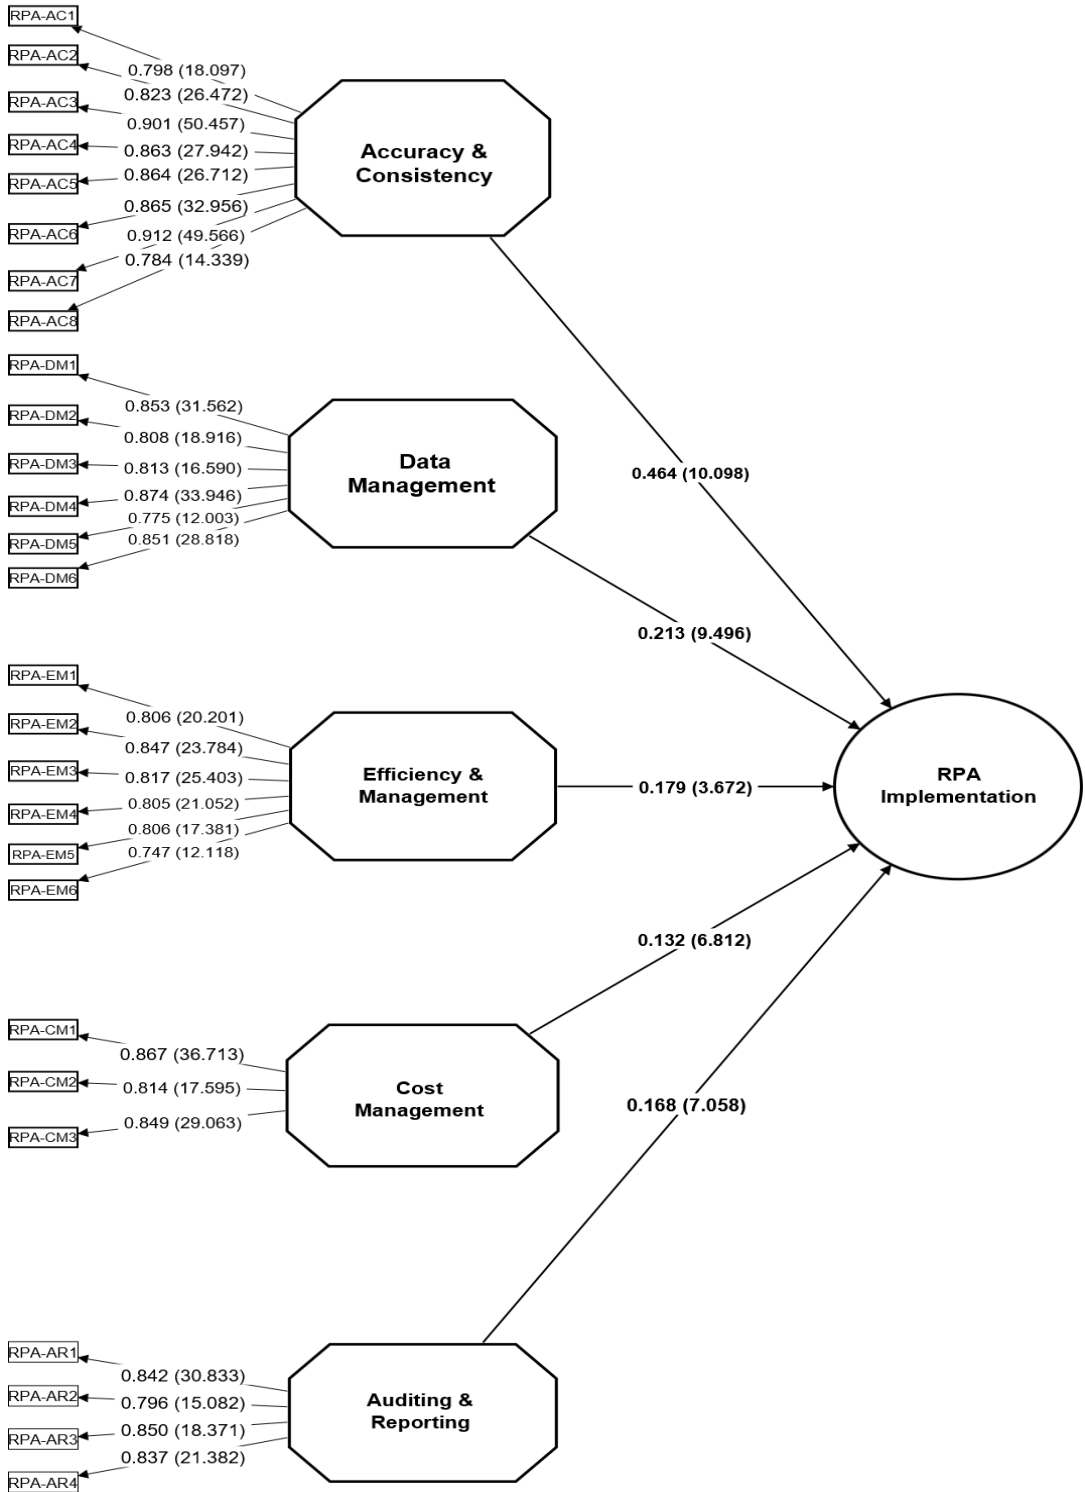 RPA-AC1
RPA-AC2
RPA-AC3
RPA-AC4
RPA-AC5
RPA-AC6
RPA-AC7
RPA-AC8
0.798 (18.097)
0.823 (26.472)
0.901 (50.457)
0.863 (27.942)
0.864 (26.712)
0.865 (32.956)
0.912 (49.566)
0.784 (14.339)
Accuracy &
Consistency
RPA-DM1
RPA-DM2
RPA-DM3
RPA-DM4
RPA-DM5
RPA-DM6
0.853 (31.562)
0.808 (18.916)
0.813 (16.590)
0.874 (33.946)
0.775 (12.003)
0.851 (28.818)
Data
Management
RPA-EM1
RPA-EM2
RPA-EM3
RPA-EM4
RPA-EM5
RPA-EM6
0.806 (20.201)
0.847 (23.784)
0.817 (25.403)
0.805 (21.052)
0.806 (17.381)
0.747 (12.118)
Efficiency &
Management
RPA-CM1
RPA-CM2
RPA-CM3
0.867 (36.713)
0.814 (17.595)
0.849 (29.063)
Cost
Management
RPA-AR1
RPA-AR2
RPA-AR3
RPA-AR4
0.842 (30.833)
0.796 (15.082)
0.850 (18.371)
0.837 (21.382)
Auditing &
Reporting
0.464 (10.098)
0.213 (9.496)
0.179 (3.672)
0.132 (6.812)
0.168 (7.058)
RPA
Implementation